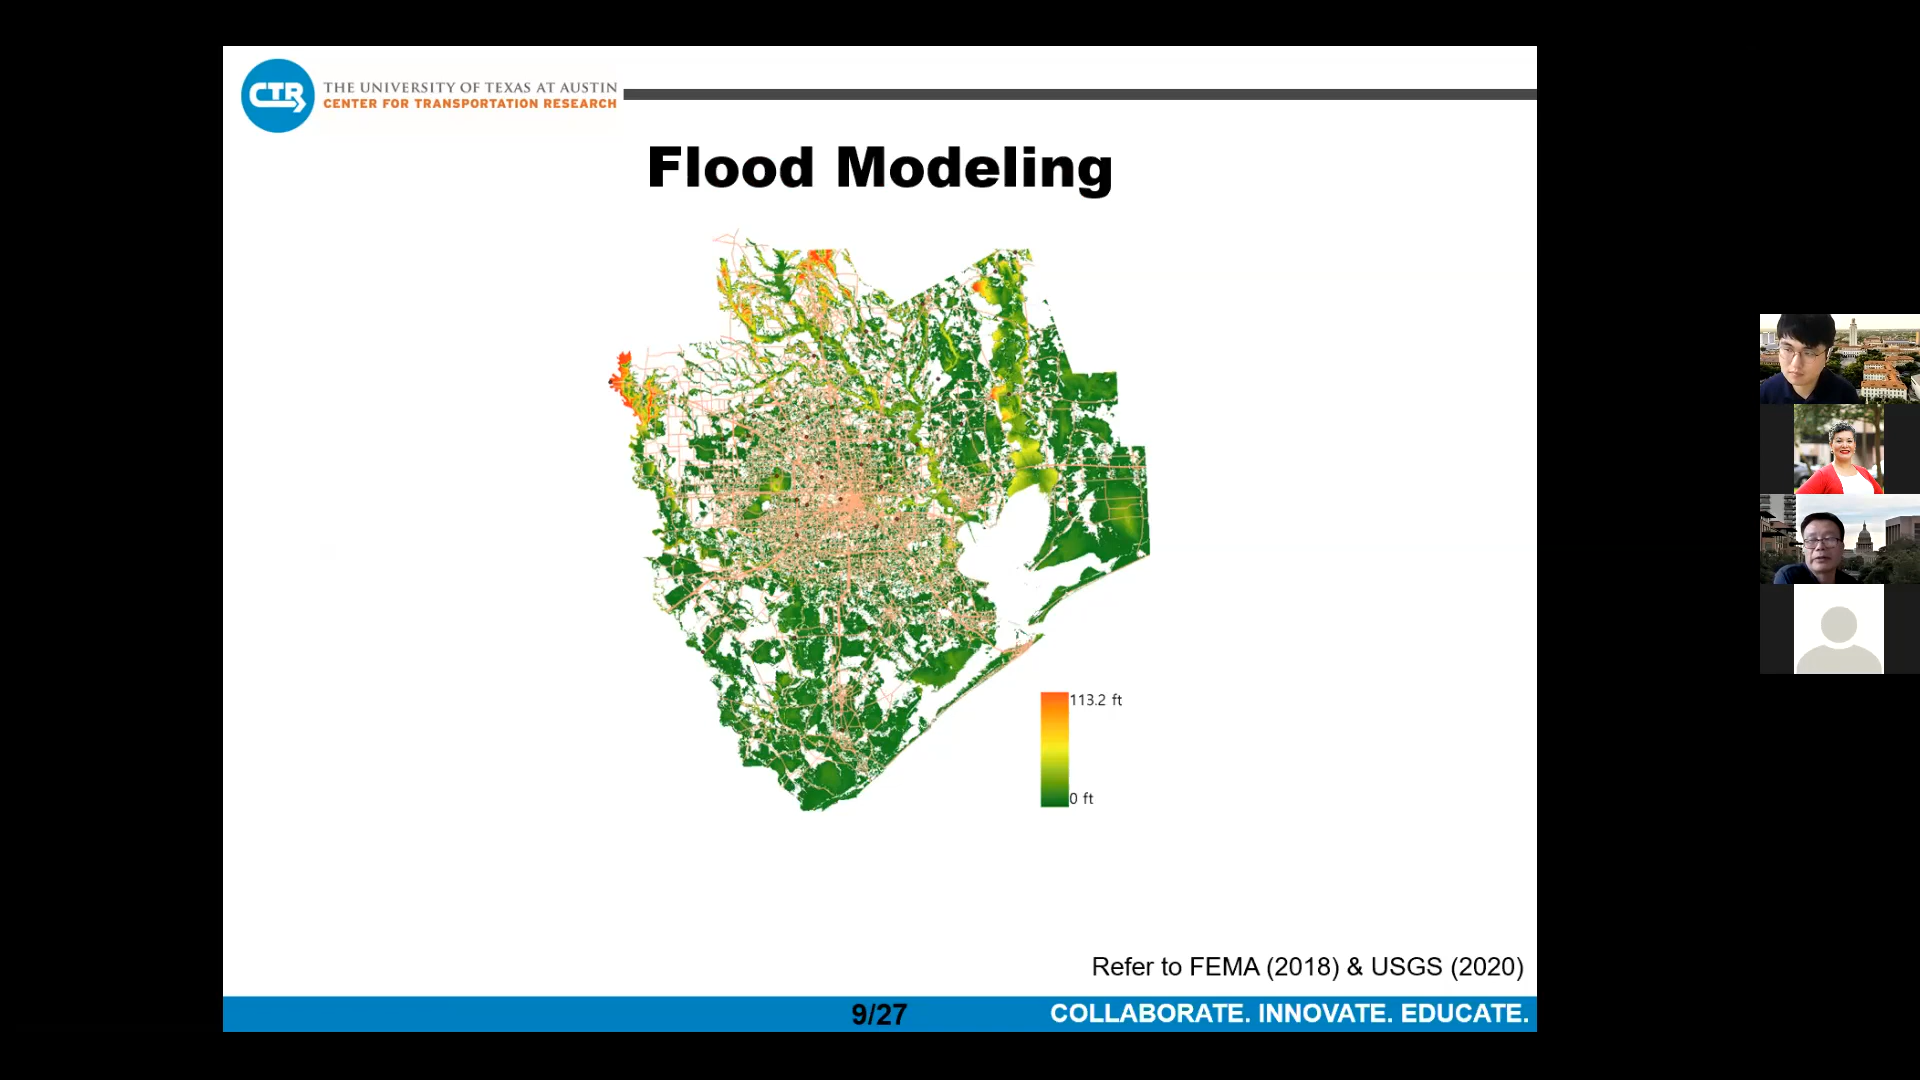 CTR
THE UNIVERSITY OF TEXAS AT AUSTIN
CENTER FOR TRANSPORTATION RESEARCH
Flood Modeling
113.2 ft
0 ft
Refer to FEMA (2018) & USGS (2020)
9/27
COLLABORATE. INNOVATE. EDUCATE.